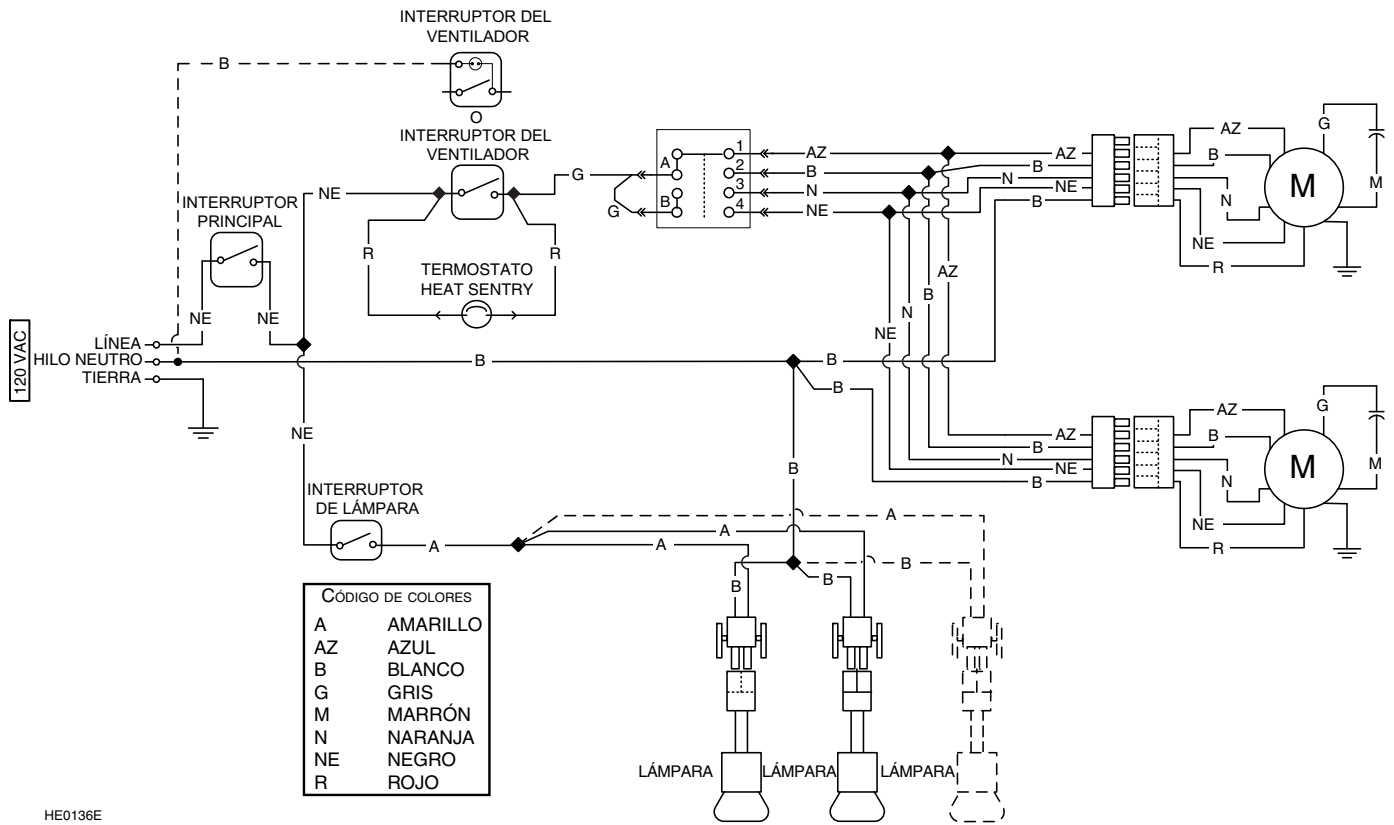 INTERRUPTOR DEL
VENTILADOR
B
O
INTERRUPTOR DEL
VENTILADOR
NE
G
G
A
B
1
2
3
4
AZ
B
N
NE
AZ
B
N
NE
B
AZ
B
N
NE
R
G
M
M
INTERRUPTOR
PRINCIPAL
NE
NE
R
R
TERMOSTATO
HEAT SENTRY
AZ
B
N
NE
120 VAC
LÍNEA
HILO NEUTRO
TIERRA
B
B
B
NE
B
AZ
B
N
NE
B
AZ
B
N
NE
R
G
M
M
INTERRUPTOR
DE LÁMPARA
A
A
A
A
B
B
B
CÓDIGO DE COLORES
A AMARILLO
AZ AZUL
B BLANCO
G GRIS
M MARRÓN
N NARANJA
NE NEGRO
R ROJO
LÁMPARA
LÁMPARA
LÁMPARA
HE0136E